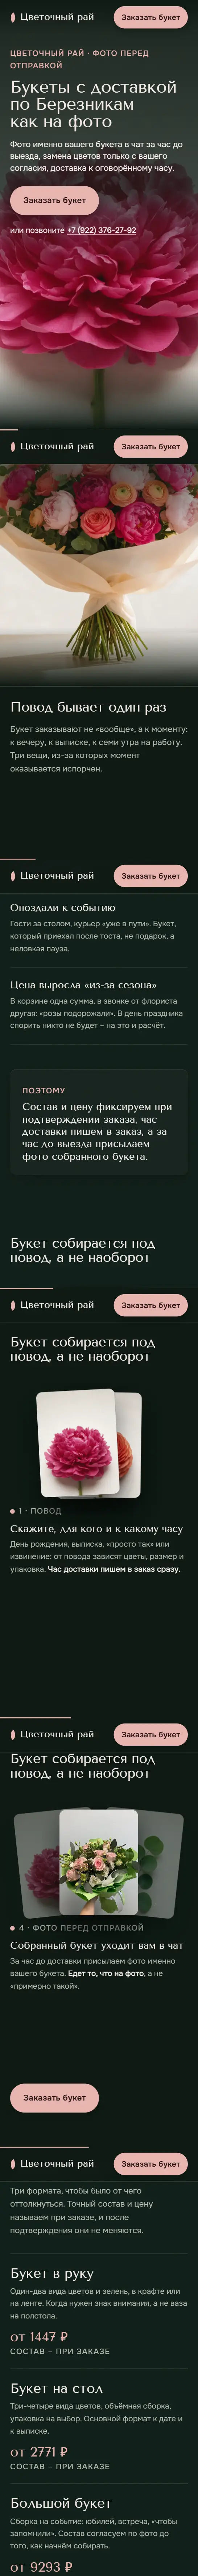 Цветочный рай
Заказать букет
ЦВЕТОЧНЫЙ РАЙ · ФОТО ПЕРЕД
ОТПРАВКОЙ
Букеты с доставкой
по Березникам
как на фото
Фото именно вашего букета в чат за час до
выезда, замена цветов только с вашего
согласия, доставка к оговорённому часу.
Заказать букет
или позвоните +7 (922) 376-27-92
Цветочный рай
Заказать букет
Повод бывает один раз
Букет заказывают не «вообще», а к моменту:
к вечеру, к выписке, к семи утра на работу.
Три вещи, из-за которых момент
оказывается испорчен.
Цветочный рай
Заказать букет
Опоздали к событию
Гости за столом, курьер «уже в пути». Букет,
который приехал после тоста, не подарок, а
неловкая пауза.
Цена выросла «из-за сезона»
В корзине одна сумма, в звонке от флориста
другая: «розы подорожали». В день праздника
спорить никто не будет – на это и расчёт.
ПОЭТОМУ
Состав и цену фиксируем при
подтверждении заказа, час
доставки пишем в заказ, а за
час до выезда присылаем
фото собранного букета.
Букет собирается под
повод, а не наоборот
Цветочный рай
Заказать букет
Букет собирается под
повод, а не наоборот
1 · ПОВОД
Скажите, для кого и к какому часу
День рождения, выписка, «просто так» или
извинение: от повода зависят цветы, размер и
упаковка. Час доставки пишем в заказ сразу.
Цветочный рай
Заказать букет
Букет собирается под
повод, а не наоборот
4 · ФОТО ПЕРЕД ОТПРАВКОЙ
Собранный букет уходит вам в чат
За час до доставки присылаем фото именно
вашего букета. Едет то, что на фото, а не
«примерно такой».
Заказать букет
Цветочный рай
Заказать букет
Три формата, чтобы было от чего
оттолкнуться. Точный состав и цену
называем при заказе, и после
подтверждения они не меняются.
Букет в руку
Один-два вида цветов и зелень, в крафте или
на ленте. Когда нужен знак внимания, а не ваза
на полстола.
от 1447 ₽
СОСТАВ – ПРИ ЗАКАЗЕ
Букет на стол
Три-четыре вида цветов, объёмная сборка,
упаковка на выбор. Основной формат к дате и
к выписке.
от 2771 ₽
СОСТАВ – ПРИ ЗАКАЗЕ
Большой букет
Сборка на событие: юбилей, встреча, «чтобы
запомнили». Состав согласуем по фото до
того, как начнём собирать.
от 9293 ₽